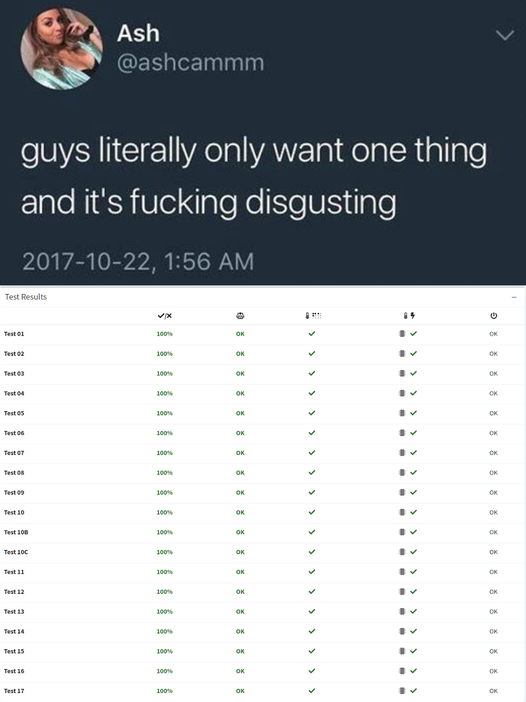 Ash
@ashcammm
guys literally only want one thing
and it's fucking disgusting
2017-10-22, 1:56 AM
Test Results
✓/✕
Test 01 100% OK ✓ ✓ OK
Test 02 100% OK ✓ ✓ OK
Test 03 100% OK ✓ ✓ OK
Test 04 100% OK ✓ ✓ OK
Test 05 100% OK ✓ ✓ OK
Test 06 100% OK ✓ ✓ OK
Test 07 100% OK ✓ ✓ OK
Test 08 100% OK ✓ ✓ OK
Test 09 100% OK ✓ ✓ OK
Test 10 100% OK ✓ ✓ OK
Test 10B 100% OK ✓ ✓ OK
Test 10C 100% OK ✓ ✓ OK
Test 11 100% OK ✓ ✓ OK
Test 12 100% OK ✓ ✓ OK
Test 13 100% OK ✓ ✓ OK
Test 14 100% OK ✓ ✓ OK
Test 15 100% OK ✓ ✓ OK
Test 16 100% OK ✓ ✓ OK
Test 17 100% OK ✓ ✓ OK